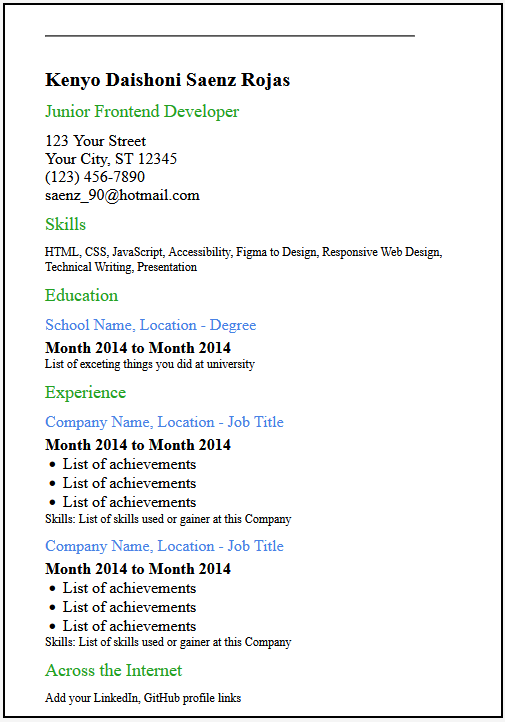 Kenyo Daishoni Saenz Rojas
Junior Frontend Developer
123 Your Street
Your City, ST 12345
(123) 456-7890
saenz_90@hotmail.com
Skills
HTML, CSS, JavaScript, Accessibility, Figma to Design, Responsive Web Design,
Technical Writing, Presentation
Education
School Name, Location - Degree
Month 2014 to Month 2014
List of exceting things you did at university
Experience
Company Name, Location - Job Title
Month 2014 to Month 2014
• List of achievements
• List of achievements
• List of achievements
Skills: List of skills used or gainer at this Company
Company Name, Location - Job Title
Month 2014 to Month 2014
• List of achievements
• List of achievements
• List of achievements
Skills: List of skills used or gainer at this Company
Across the Internet
Add your LinkedIn, GitHub profile links